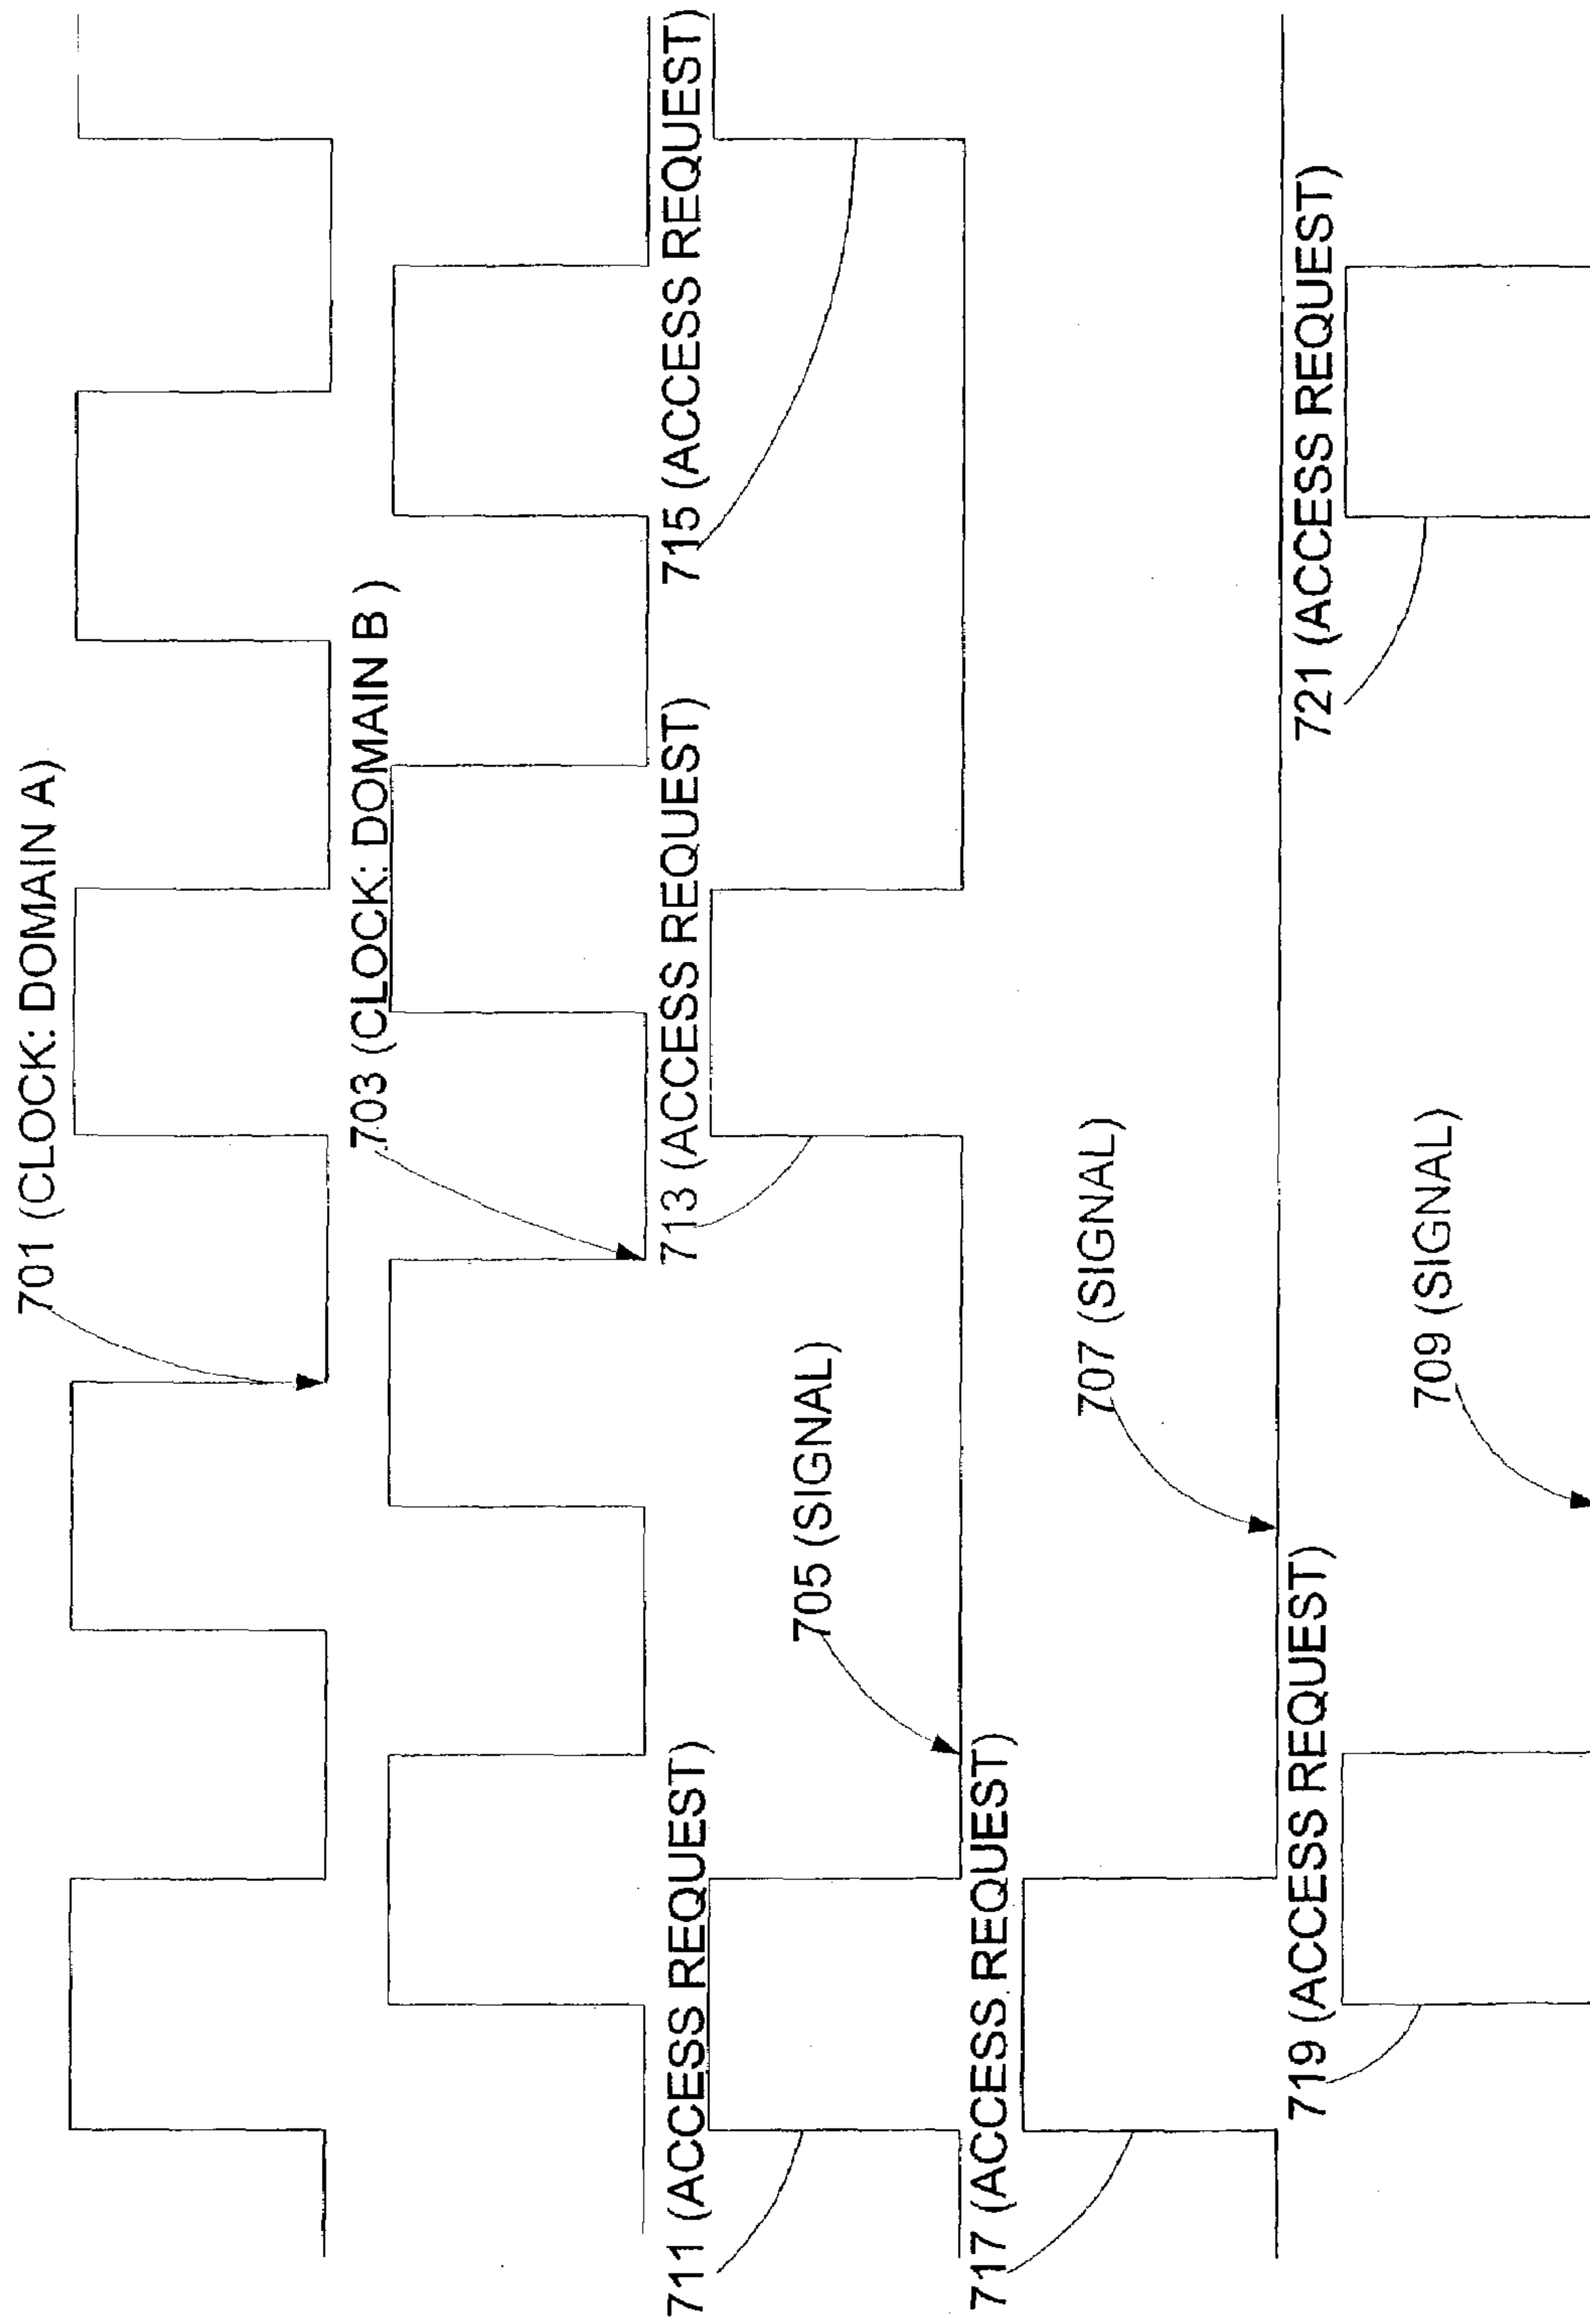 701 (CLOCK: DOMAIN A)
703 (CLOCK: DOMAIN B )
711 (ACCESS REQUEST)
713 (ACCESS REQUEST)
715 (ACCESS REQUEST)
705 (SIGNAL)
717 (ACCESS REQUEST)
707 (SIGNAL)
719 (ACCESS REQUEST)
721 (ACCESS REQUEST)
709 (SIGNAL)